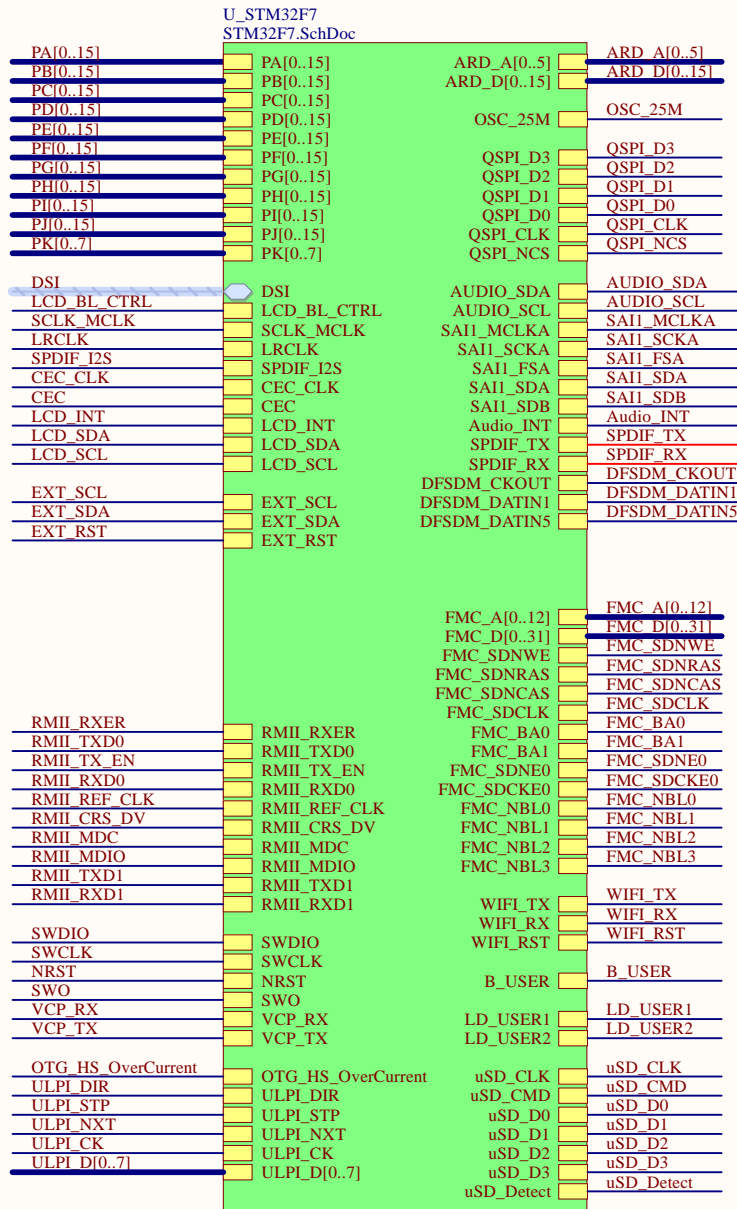 U_STM32F7
STM32F7.SchDoc
PA[0..15] PA[0..15] ARD_A[0..5] ARD_A[0..5]
PB[0..15] PB[0..15] ARD_D[0..15] ARD_D[0..15]
PC[0..15] PC[0..15]
PD[0..15] PD[0..15] OSC_25M OSC_25M
PE[0..15] PE[0..15]
PF[0..15] PF[0..15] QSPI_D3 QSPI_D3
PG[0..15] PG[0..15] QSPI_D2 QSPI_D2
PH[0..15] PH[0..15] QSPI_D1 QSPI_D1
PI[0..15] PI[0..15] QSPI_D0 QSPI_D0
PJ[0..15] PJ[0..15] QSPI_CLK QSPI_CLK
PK[0..7] PK[0..7] QSPI_NCS QSPI_NCS
DSI DSI AUDIO_SDA AUDIO_SDA
LCD_BL_CTRL LCD_BL_CTRL AUDIO_SCL AUDIO_SCL
SCLK_MCLK SCLK_MCLK SAI1_MCLKA SAI1_MCLKA
LRCLK LRCLK SAI1_SCKA SAI1_SCKA
SPDIF_I2S SPDIF_I2S SAI1_FSA SAI1_FSA
CEC_CLK CEC_CLK SAI1_SDA SAI1_SDA
CEC CEC SAI1_SDB SAI1_SDB
LCD_INT LCD_INT Audio_INT Audio_INT
LCD_SDA LCD_SDA SPDIF_TX SPDIF_TX
LCD_SCL LCD_SCL SPDIF_RX SPDIF_RX
DFSDM_CKOUT DFSDM_CKOUT
EXT_SCL EXT_SCL DFSDM_DATIN1 DFSDM_DATIN1
EXT_SDA EXT_SDA DFSDM_DATIN5 DFSDM_DATIN5
EXT_RST EXT_RST
FMC_A[0..12] FMC_A[0..12]
FMC_D[0..31] FMC_D[0..31]
FMC_SDNWE FMC_SDNWE
FMC_SDNRAS FMC_SDNRAS
FMC_SDNCAS FMC_SDNCAS
FMC_SDCLK FMC_SDCLK
RMII_RXER RMII_RXER FMC_BA0 FMC_BA0
RMII_TXD0 RMII_TXD0 FMC_BA1 FMC_BA1
RMII_TX_EN RMII_TX_EN FMC_SDNE0 FMC_SDNE0
RMII_RXD0 RMII_RXD0 FMC_SDCKE0 FMC_SDCKE0
RMII_REF_CLK RMII_REF_CLK FMC_NBL0 FMC_NBL0
RMII_CRS_DV RMII_CRS_DV FMC_NBL1 FMC_NBL1
RMII_MDC RMII_MDC FMC_NBL2 FMC_NBL2
RMII_MDIO RMII_MDIO FMC_NBL3 FMC_NBL3
RMII_TXD1 RMII_TXD1
RMII_RXD1 RMII_RXD1 WIFI_TX WIFI_TX
WIFI_RX WIFI_RX
SWDIO SWDIO WIFI_RST WIFI_RST
SWCLK SWCLK
NRST NRST B_USER B_USER
SWO SWO
VCP_RX VCP_RX LD_USER1 LD_USER1
VCP_TX VCP_TX LD_USER2 LD_USER2
OTG_HS_OverCurrent OTG_HS_OverCurrent uSD_CLK uSD_CLK
ULPI_DIR ULPI_DIR uSD_CMD uSD_CMD
ULPI_STP ULPI_STP uSD_D0 uSD_D0
ULPI_NXT ULPI_NXT uSD_D1 uSD_D1
ULPI_CK ULPI_CK uSD_D2 uSD_D2
ULPI_D[0..7] ULPI_D[0..7] uSD_D3 uSD_D3
uSD_Detect uSD_Detect